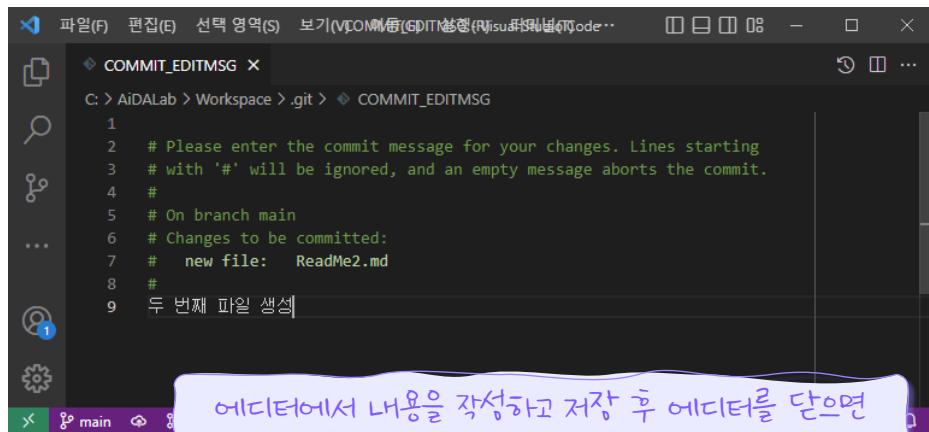 파일(F) 편집(E) 선택 영역(S) 보기(V)
COMMIT_EDITMSG
C: > AiDALab > Workspace > .git > COMMIT_EDITMSG
1
2 # Please enter the commit message for your changes. Lines starting
3 # with '#' will be ignored, and an empty message aborts the commit.
4 #
5 # On branch main
6 # Changes to be committed:
7 # new file: ReadMe2.md
8 #
9 두 번째 파일 생성
1
에디터에서 내용을 작성하고 저장 후 에디터를 닫으면
main